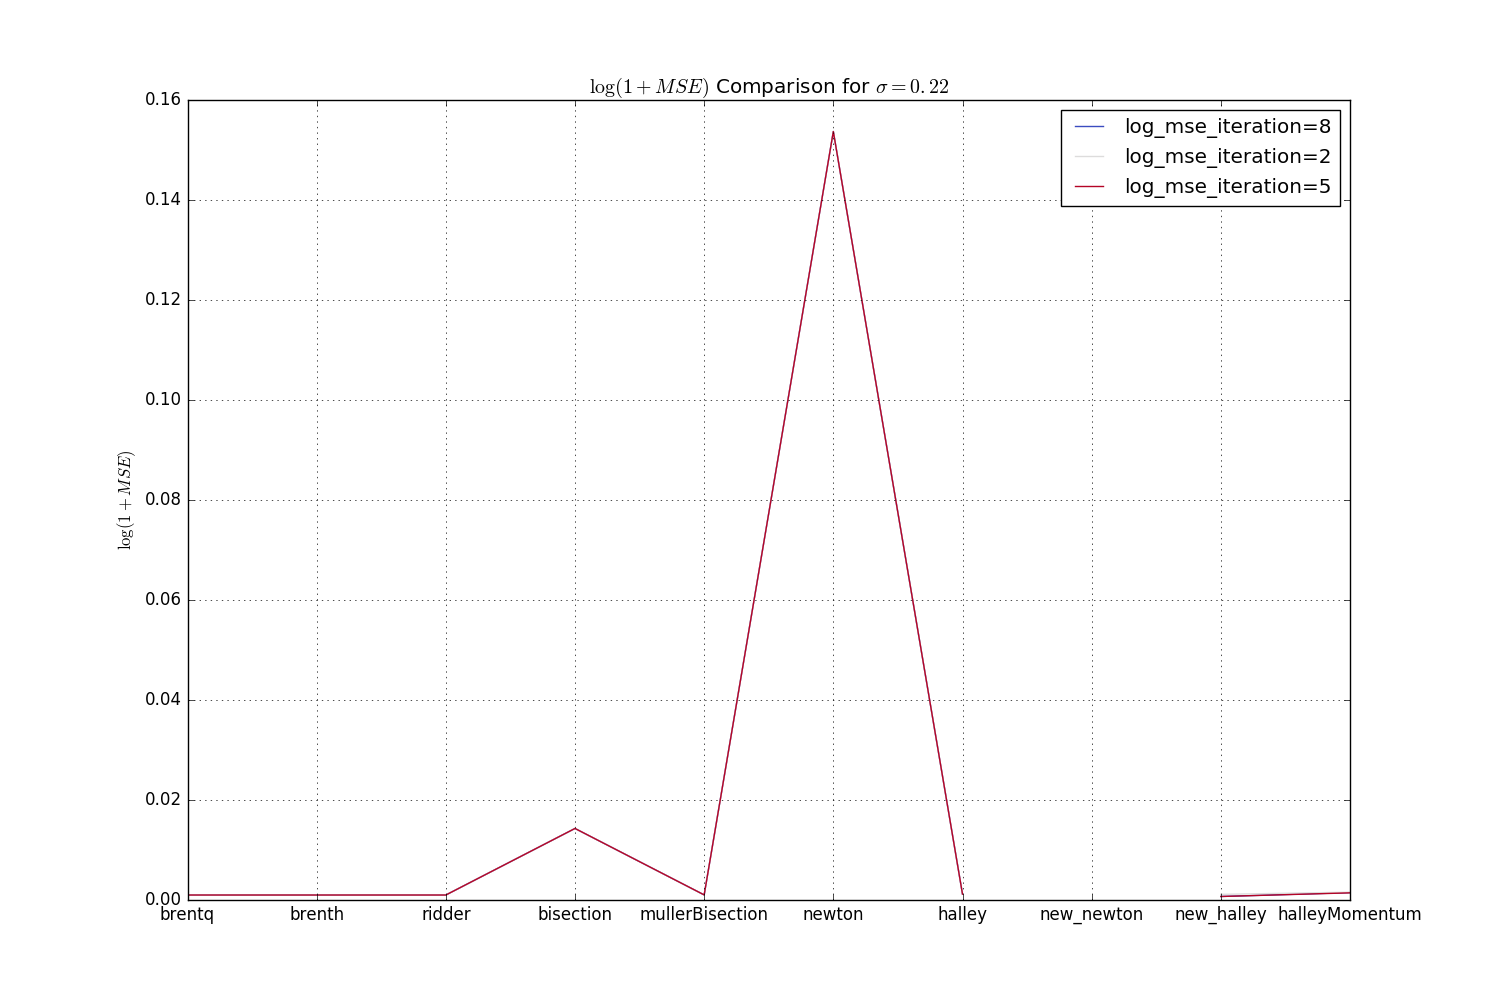 log(1 + MSE) Comparison for σ = 0.22
0.16
0.14
0.12
0.10
0.08
0.06
0.04
0.02
0.00
log(1 + MSE)
log_mse_iteration=8
log_mse_iteration=2
log_mse_iteration=5
brentq brenth ridder bisection mullerBisection newton halley new_newton new_halley halleyMomentum